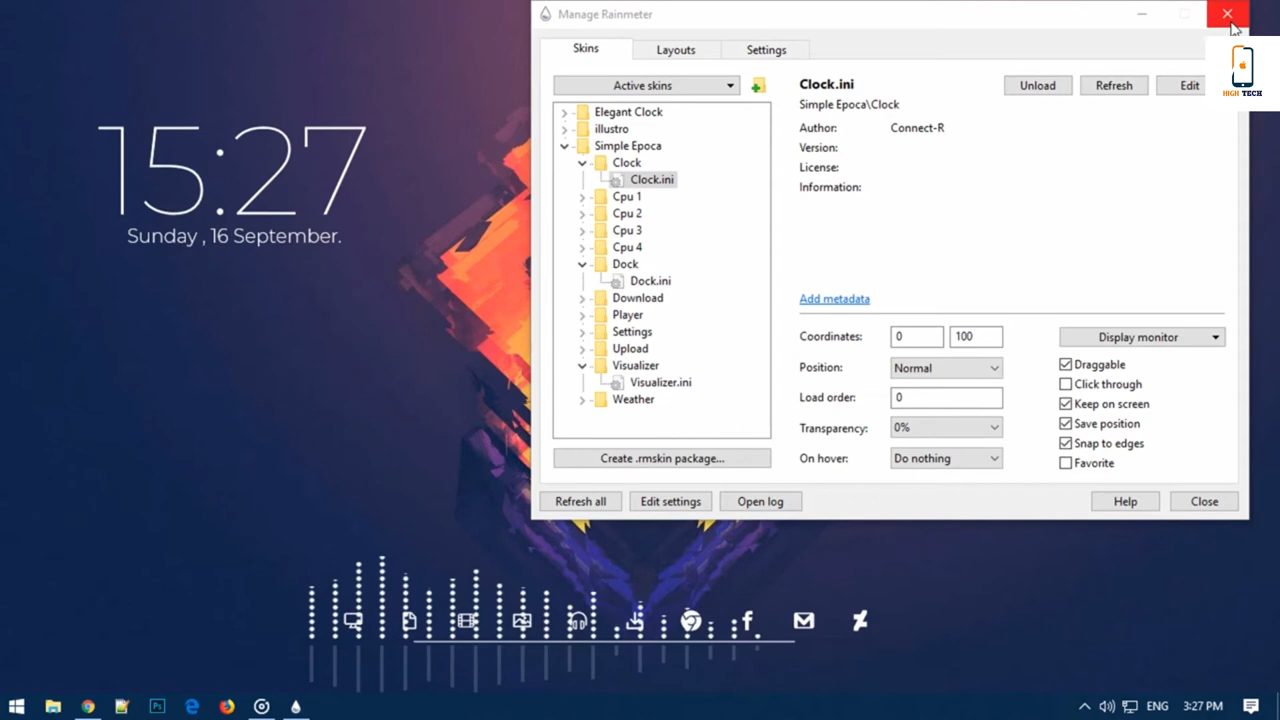 Manage Rainmeter
Skins
Layouts
Settings
Active skins
Elegant Clock
illustro
Simple Epoca
Clock
Clock.ini
Cpu 1
Cpu 2
Cpu 3
Cpu 4
Dock
Dock.ini
Download
Player
Settings
Upload
Visualizer
Visualizer.ini
Weather
Create .rmskin package...
Clock.ini
Simple Epoca\Clock
Author: Connect-R
Version:
License:
Information:
Unload
Refresh
Edit
HIGH TECH
Add metadata
Coordinates: 0 100
Position: Normal
Load order: 0
Transparency: 0%
On hover: Do nothing
Display monitor
Draggable
Click through
Keep on screen
Save position
Snap to edges
Favorite
Refresh all
Edit settings
Open log
Help
Close
15:27
Sunday , 16 September.
Ps
ENG
3:27 PM